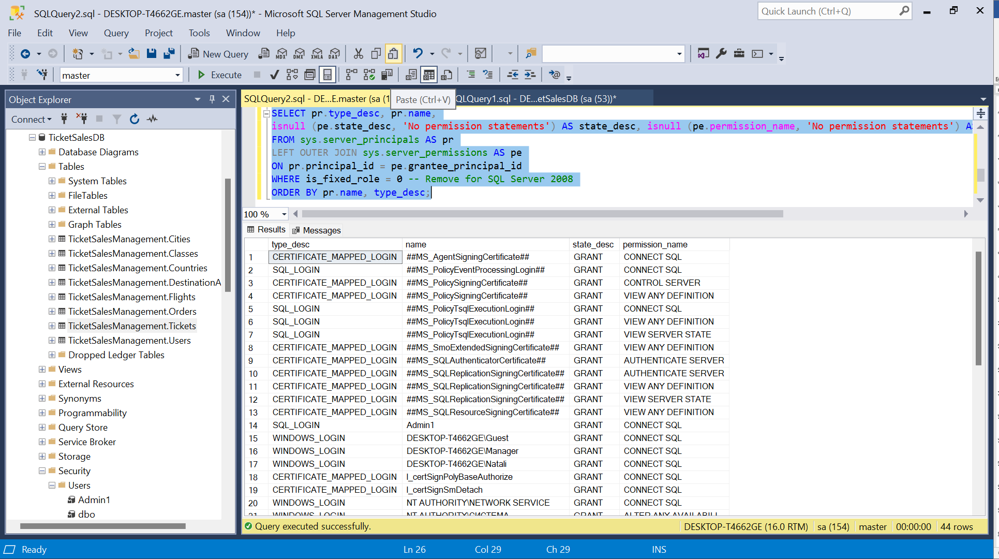 SQLQuery2.sql - DESKTOP-T4662GE.master (sa (154))* - Microsoft SQL Server Management Studio
Quick Launch (Ctrl+Q)
File Edit View Query Project Tools Window Help
New Query MDX DMX XMLA DAX
master Execute
Object Explorer
Connect
TicketSalesDB
Database Diagrams
Tables
System Tables
FileTables
External Tables
Graph Tables
TicketSalesManagement.Cities
TicketSalesManagement.Classes
TicketSalesManagement.Countries
TicketSalesManagement.DestinationA
TicketSalesManagement.Flights
TicketSalesManagement.Orders
TicketSalesManagement.Tickets
TicketSalesManagement.Users
Dropped Ledger Tables
Views
External Resources
Synonyms
Programmability
Query Store
Service Broker
Storage
Security
Users
Admin1
dbo
SQLQuery2.sql - DE...E.master (sa (1
Paste (Ctrl+V)
QLQuery1.sql - DE...etSalesDB (sa (53))*
SELECT pr.type_desc, pr.name,
isnull (pe.state_desc, 'No permission statements') AS state_desc, isnull (pe.permission_name, 'No permission statements') A
FROM sys.server_principals AS pr
LEFT OUTER JOIN sys.server_permissions AS pe
ON pr.principal_id = pe.grantee_principal_id
WHERE is_fixed_role = 0 -- Remove for SQL Server 2008
ORDER BY pr.name, type_desc;
100 %
Results Messages
type_desc name state_desc permission_name
1 CERTIFICATE_MAPPED_LOGIN ##MS_AgentSigningCertificate## GRANT CONNECT SQL
2 SQL_LOGIN ##MS_PolicyEventProcessingLogin## GRANT CONNECT SQL
3 CERTIFICATE_MAPPED_LOGIN ##MS_PolicySigningCertificate## GRANT CONTROL SERVER
4 CERTIFICATE_MAPPED_LOGIN ##MS_PolicySigningCertificate## GRANT VIEW ANY DEFINITION
5 SQL_LOGIN ##MS_PolicyTsqlExecutionLogin## GRANT CONNECT SQL
6 SQL_LOGIN ##MS_PolicyTsqlExecutionLogin## GRANT VIEW ANY DEFINITION
7 SQL_LOGIN ##MS_PolicyTsqlExecutionLogin## GRANT VIEW SERVER STATE
8 CERTIFICATE_MAPPED_LOGIN ##MS_SmoExtendedSigningCertificate## GRANT VIEW ANY DEFINITION
9 CERTIFICATE_MAPPED_LOGIN ##MS_SQLAuthenticatorCertificate## GRANT AUTHENTICATE SERVER
10 CERTIFICATE_MAPPED_LOGIN ##MS_SQLReplicationSigningCertificate## GRANT AUTHENTICATE SERVER
11 CERTIFICATE_MAPPED_LOGIN ##MS_SQLReplicationSigningCertificate## GRANT VIEW ANY DEFINITION
12 CERTIFICATE_MAPPED_LOGIN ##MS_SQLReplicationSigningCertificate## GRANT VIEW SERVER STATE
13 CERTIFICATE_MAPPED_LOGIN ##MS_SQLResourceSigningCertificate## GRANT VIEW ANY DEFINITION
14 SQL_LOGIN Admin1 GRANT CONNECT SQL
15 WINDOWS_LOGIN DESKTOP-T4662GE\Guest GRANT CONNECT SQL
16 WINDOWS_LOGIN DESKTOP-T4662GE\Manager GRANT CONNECT SQL
17 WINDOWS_LOGIN DESKTOP-T4662GE\Natali GRANT CONNECT SQL
18 CERTIFICATE_MAPPED_LOGIN l_certSignPolyBaseAuthorize GRANT CONNECT SQL
19 CERTIFICATE_MAPPED_LOGIN l_certSignSmDetach GRANT CONNECT SQL
20 WINDOWS_LOGIN NT AUTHORITY\NETWORK SERVICE GRANT CONNECT SQL
21 WINDOWS_LOGIN NT AUTHORITY\СИСТЕМА GRANT ALTER ANY AVAILABILI
Query executed successfully. DESKTOP-T4662GE (16.0 RTM) sa (154) master 00:00:00 44 rows
Ready Ln 26 Col 29 Ch 29 INS